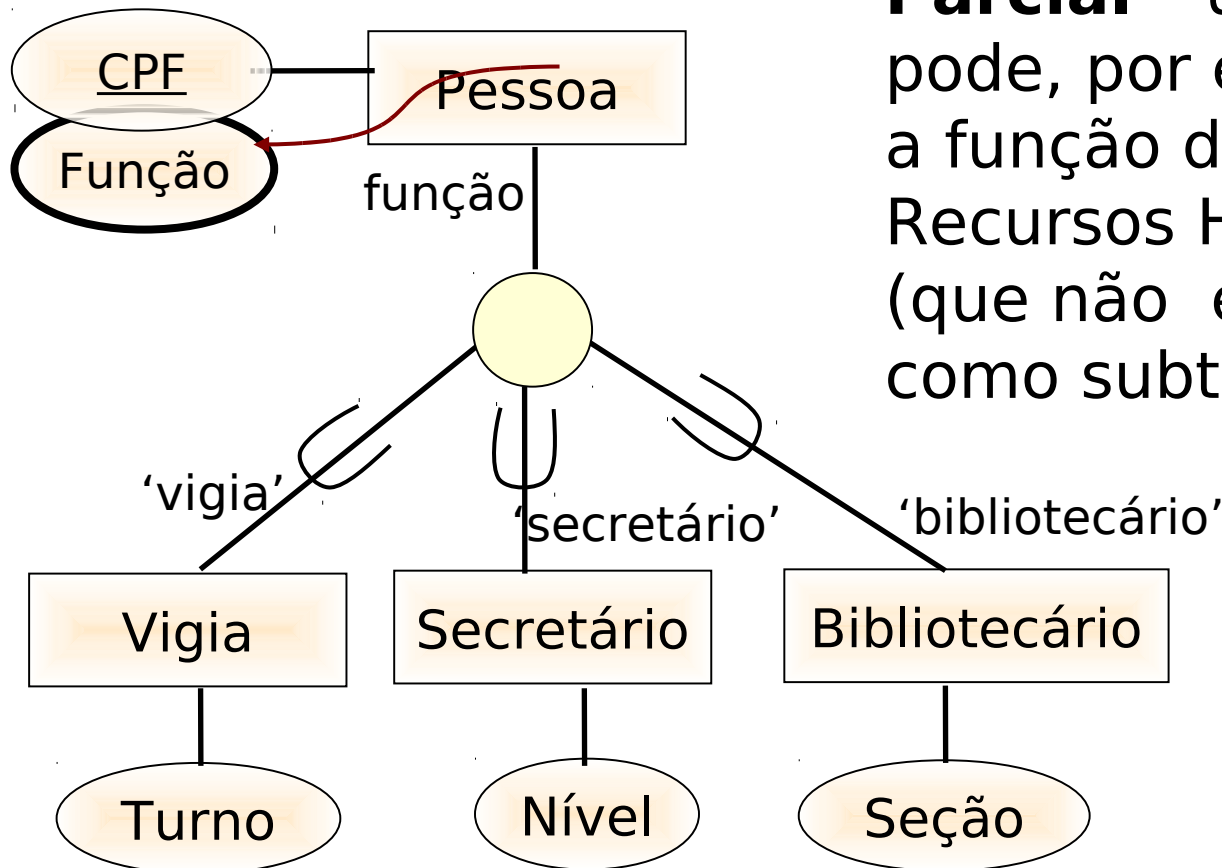 CPF
Pessoa
Função
função
Parcial
pode, por
a função
Recursos
(que não
como
‘vigia’
‘secretário’
‘bibliotecário’
Vigia
Secretário
Bibliotecário
Turno
Nível
Seção